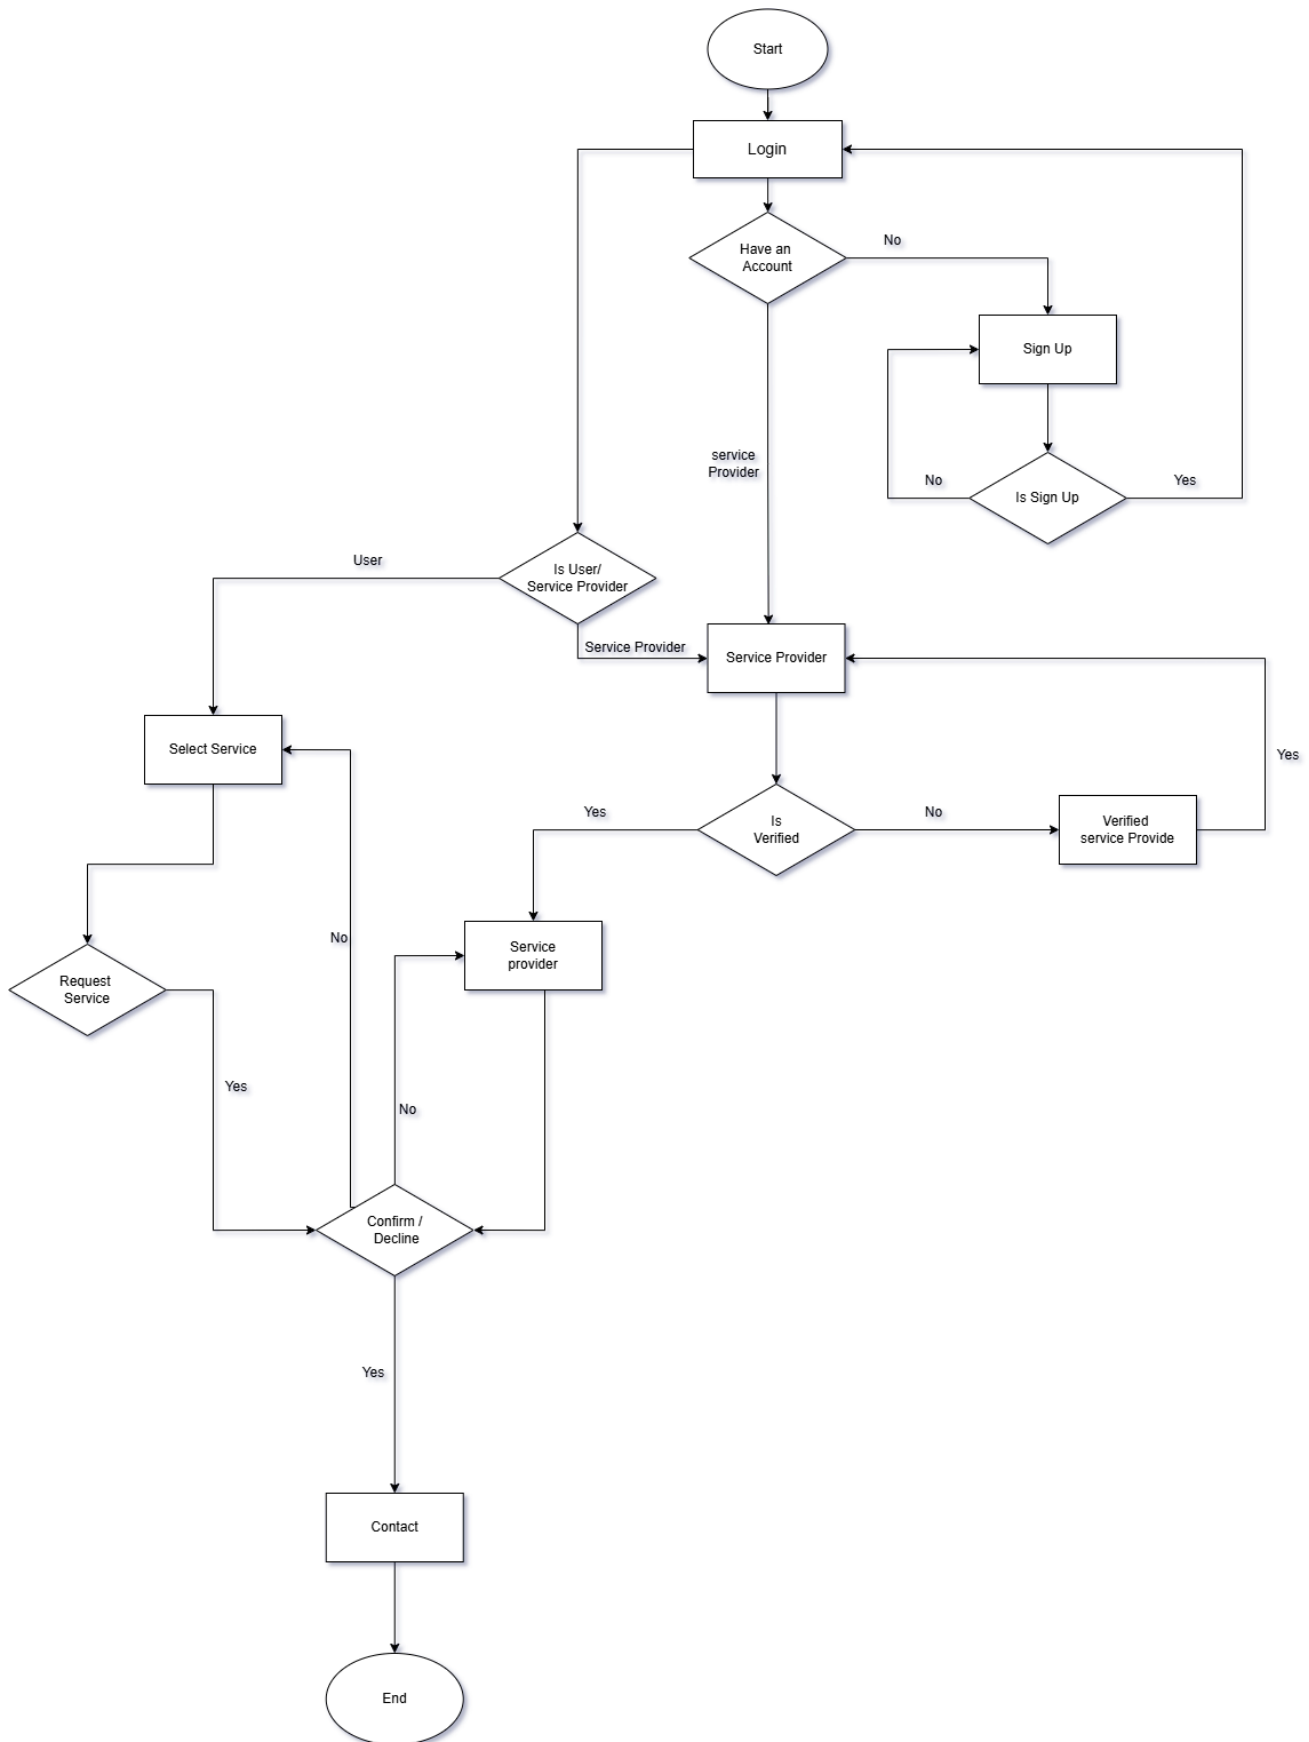 Start
Login
Have an
Account
No
Sign Up
service
Provider
No
Is Sign Up
Yes
User
Is User/
Service Provider
Service Provider
Service Provider
Select Service
Yes
Yes
Is
Verified
No
Verified
service Provide
No
Service
provider
Request
Service
Yes
No
Confirm /
Decline
Yes
Contact
End